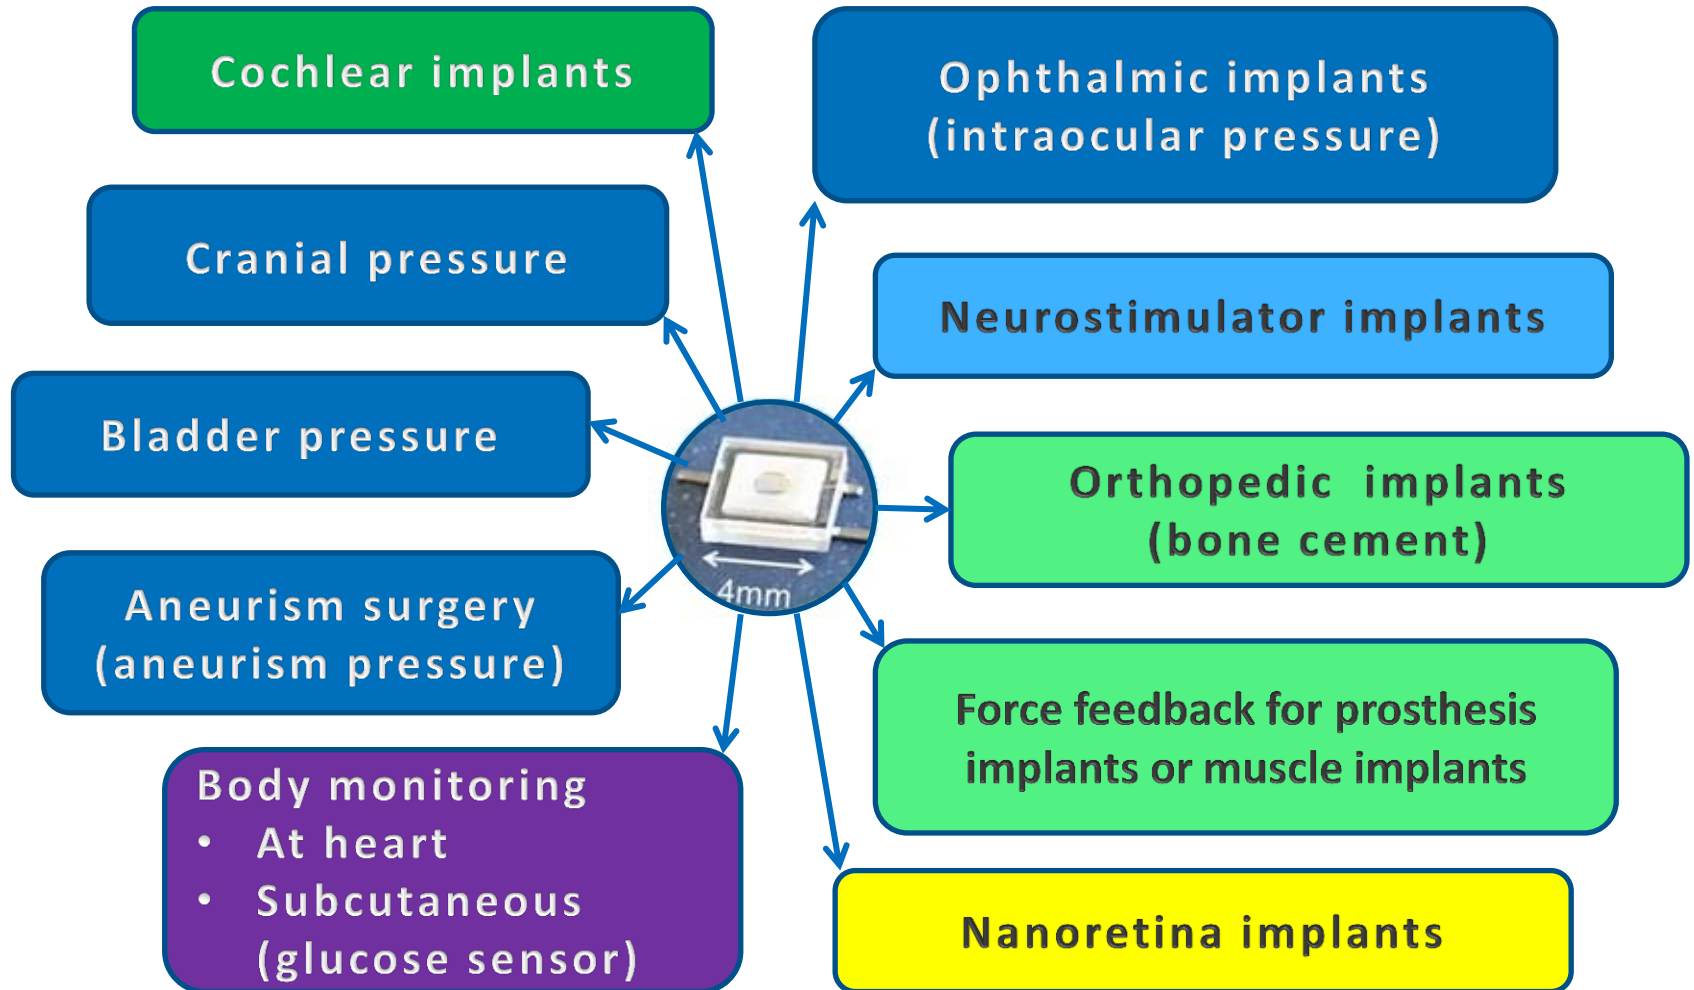 Cochlear implants
Ophthalmic implants
(intraocular pressure)
Cranial pressure
Neurostimulator implants
Bladder pressure
Orthopedic  implants
(bone cement)
4mm
Aneurism surgery
(aneurism pressure)
Force feedback for prosthesis
implants or muscle implants
Body monitoring
• At heart
• Subcutaneous
(glucose sensor)
Nanoretina implants